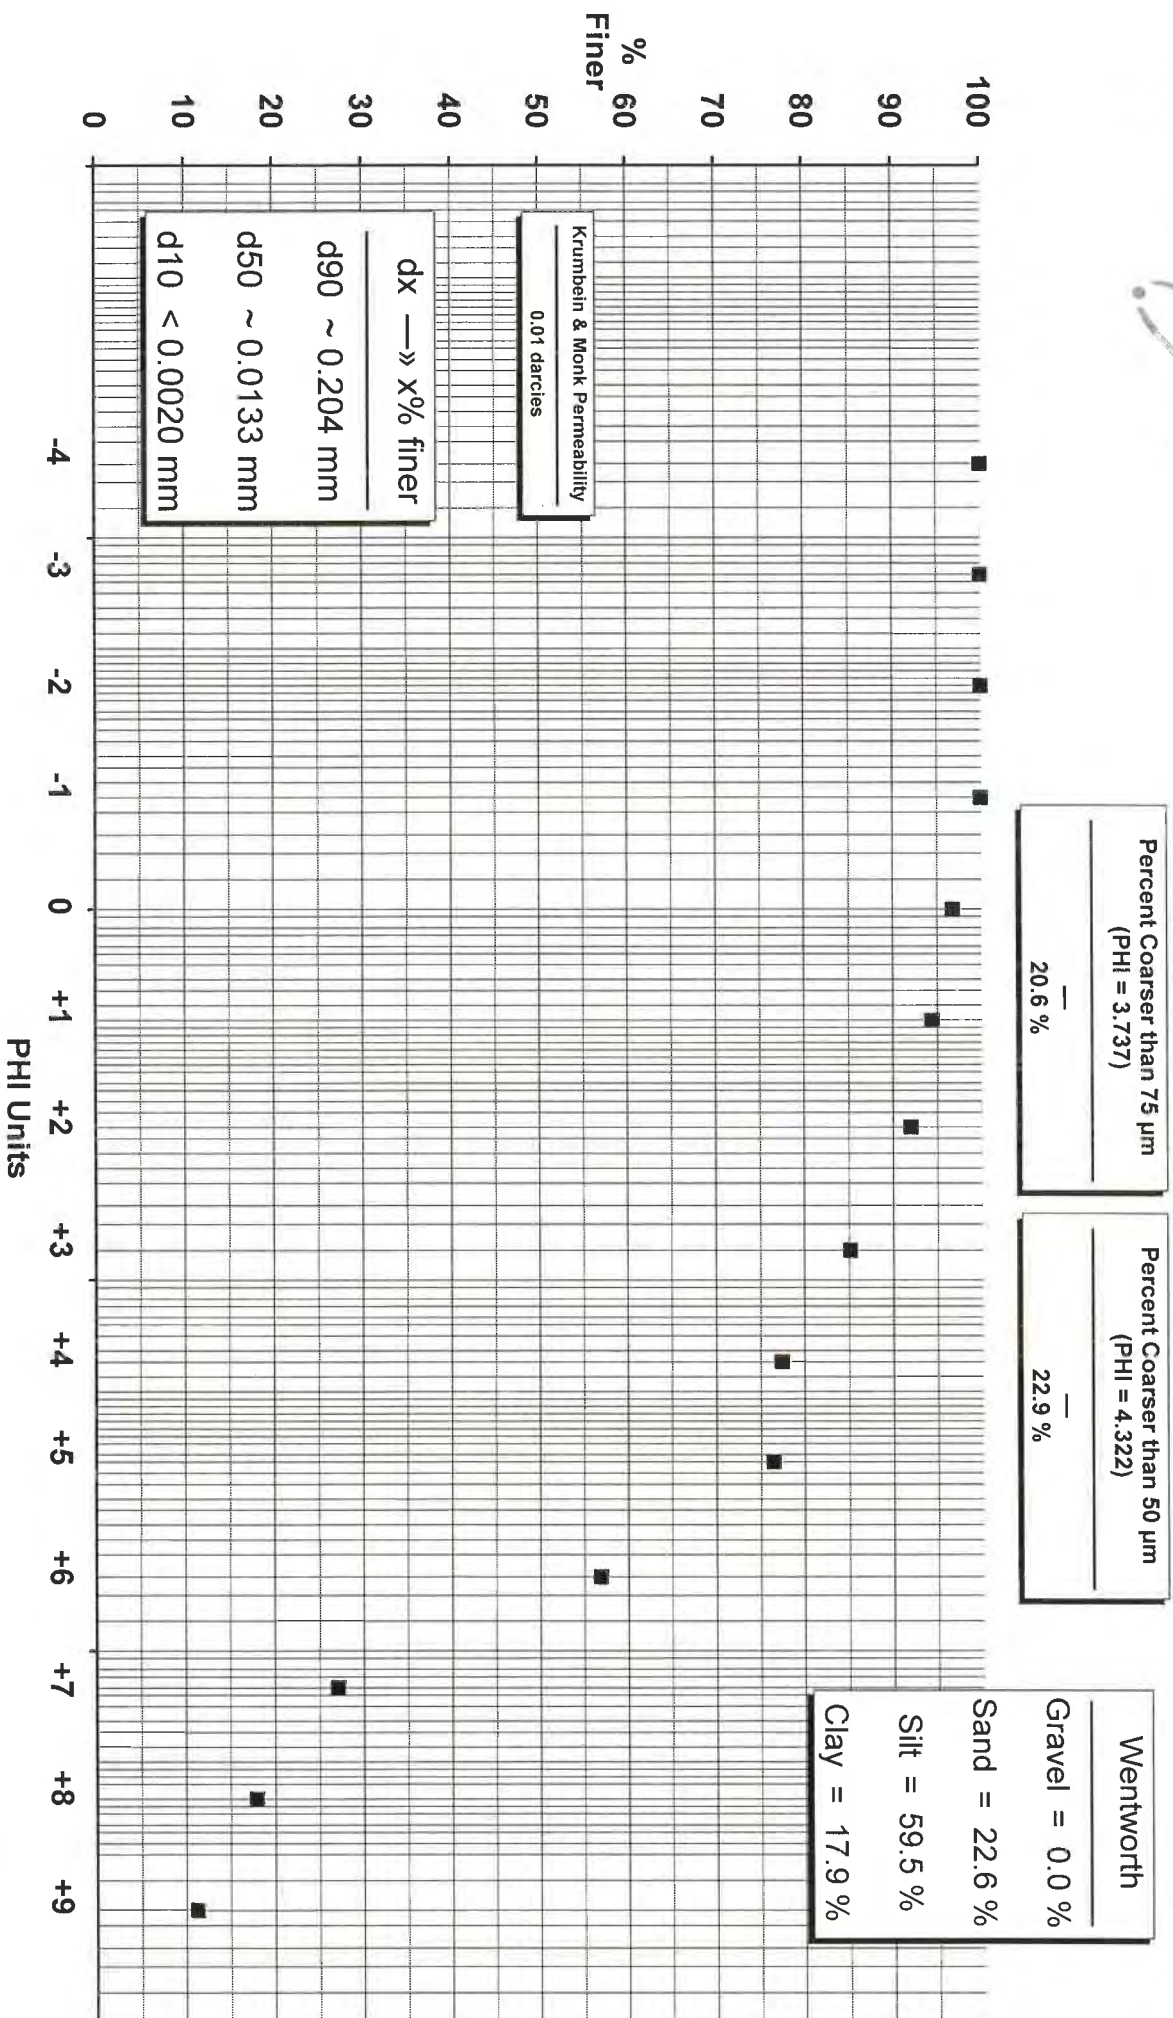 Percent Coarser than 75 µm
(PHI = 3.737)
—
20.6 %
Percent Coarser than 50 µm
(PHI = 4.322)
—
22.9 %
Wentworth
Gravel = 0.0 %
Sand = 22.6 %
Silt = 59.5 %
Clay = 17.9 %
%
Finer
100
90
80
70
60
50
40
30
20
10
0
Krumbein & Monk Permeability
0.01 darcies
dx —» x% finer
d90 ~ 0.204 mm
d50 ~ 0.0133 mm
d10 < 0.0020 mm
-4 -3 -2 -1 0 +1 +2 +3 +4 +5 +6 +7 +8 +9
PHI Units